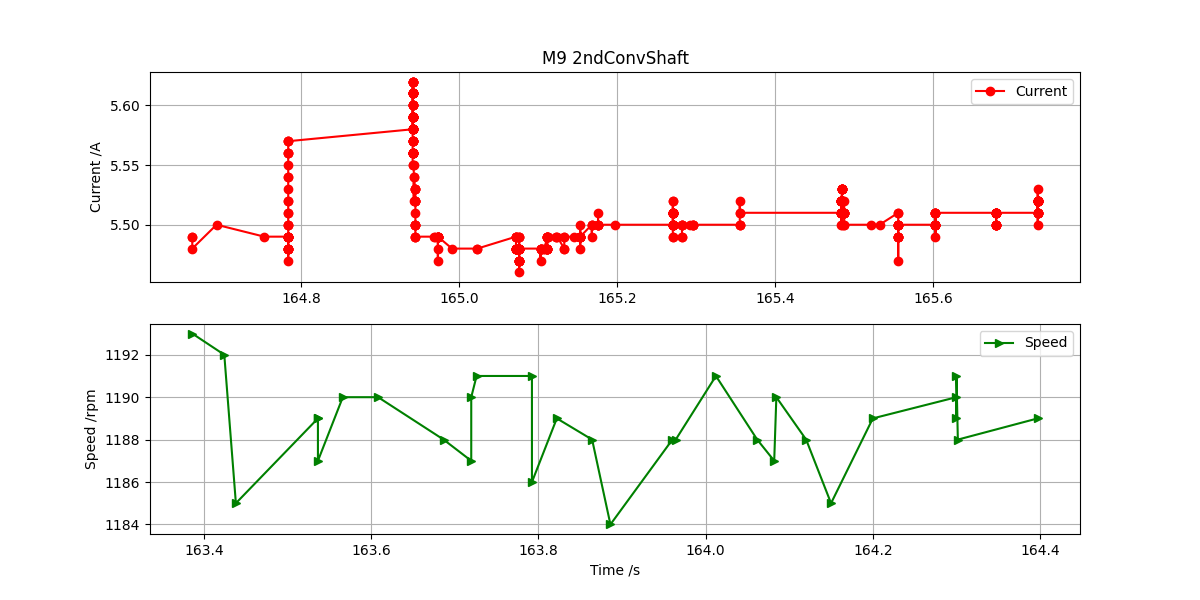 M9 2ndConvShaft
Current /A
5.60
5.55
5.50
Current
164.8 165.0 165.2 165.4 165.6
Speed /rpm
1192
1190
1188
1186
1184
Speed
163.4 163.6 163.8 164.0 164.2 164.4
Time /s